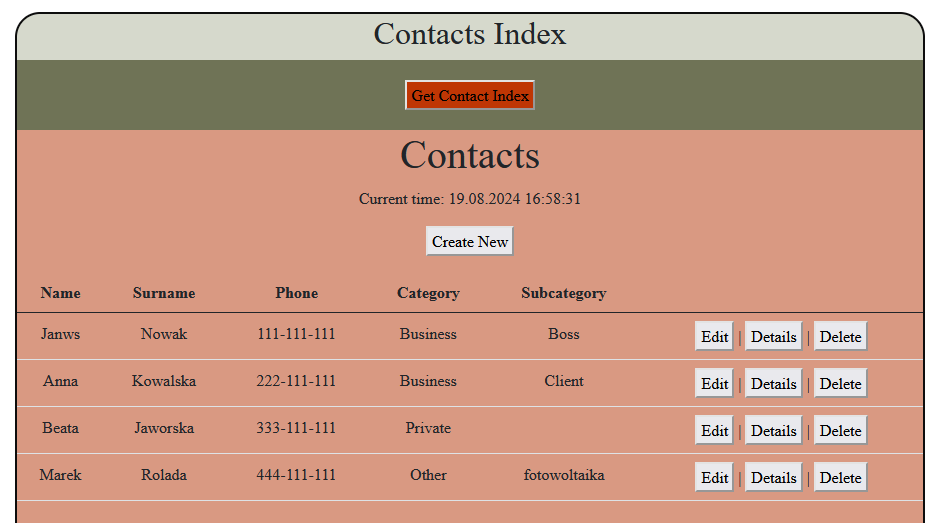 Contacts Index
Get Contact Index
Contacts
Current time: 19.08.2024 16:58:31
Create New
Name Surname Phone Category Subcategory
Janws Nowak 111-111-111 Business Boss Edit | Details | Delete
Anna Kowalska 222-111-111 Business Client Edit | Details | Delete
Beata Jaworska 333-111-111 Private Edit | Details | Delete
Marek Rolada 444-111-111 Other fotowoltaika Edit | Details | Delete